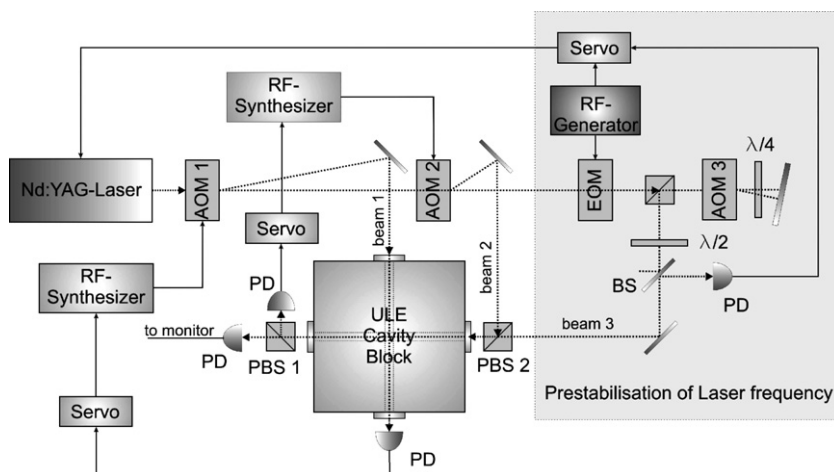 Servo
RF-
Synthesizer
RF-
Generator
λ/4
Nd:YAG-Laser
AOM 1
AOM 2
EOM
AOM 3
beam 1
beam 2
Servo
λ/2
RF-
Synthesizer
PD
BS
PD
ULE
Cavity
Block
to monitor
PD
PBS 1
PBS 2
beam 3
Prestabilisation of Laser frequency
Servo
PD